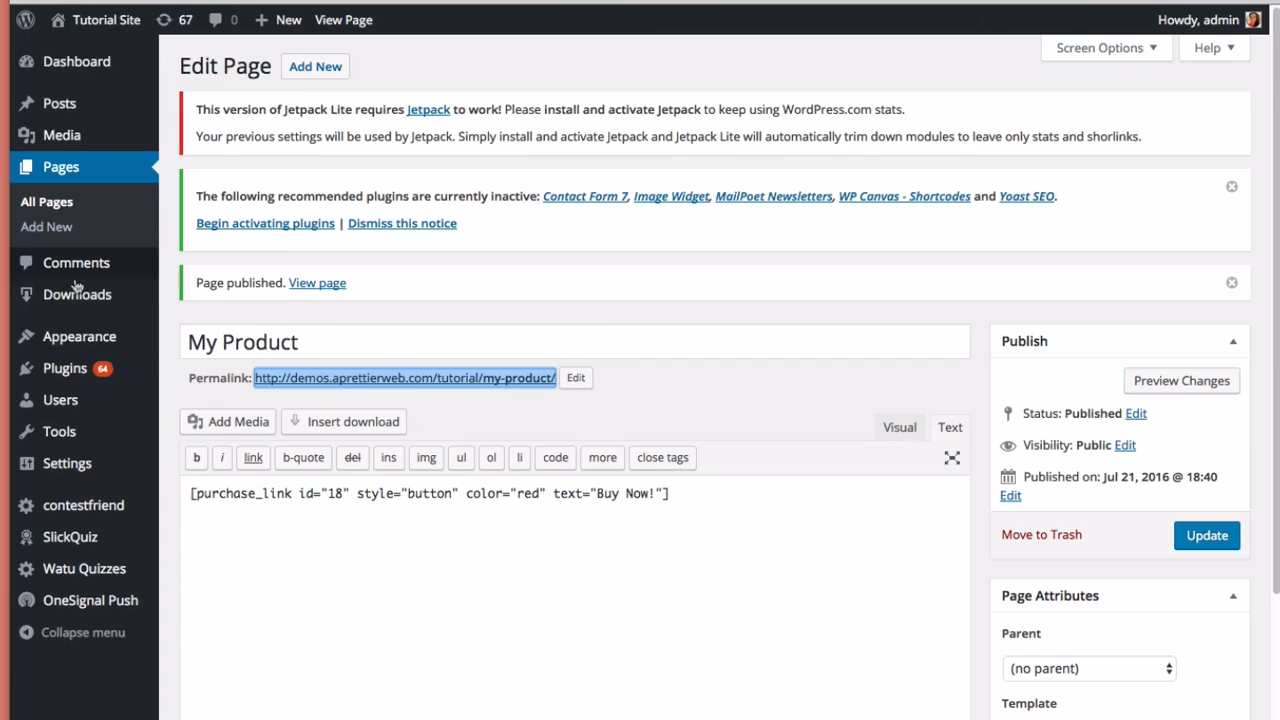 Tutorial Site 67 0 New View Page Howdy, admin
Dashboard
Posts
Media
Pages
All Pages
Add New
Comments
Downloads
Appearance
Plugins 64
Users
Tools
Settings
contestfriend
SlickQuiz
Watu Quizzes
OneSignal Push
Collapse menu
Screen Options Help
Edit Page Add New
This version of Jetpack Lite requires Jetpack to work! Please install and activate Jetpack to keep using WordPress.com stats.
Your previous settings will be used by Jetpack. Simply install and activate Jetpack and Jetpack Lite will automatically trim down modules to leave only stats and shorlinks.
The following recommended plugins are currently inactive: Contact Form 7, Image Widget, MailPoet Newsletters, WP Canvas - Shortcodes and Yoast SEO.
Begin activating plugins | Dismiss this notice
Page published. View page
My Product
Permalink: http://demos.aprettierweb.com/tutorial/my-product/ Edit
Add Media Insert download Visual Text
b i link b-quote del ins img ul ol li code more close tags
[purchase_link id="18" style="button" color="red" text="Buy Now!"]
Publish
Preview Changes
Status: Published Edit
Visibility: Public Edit
Published on: Jul 21, 2016 @ 18:40
Edit
Move to Trash Update
Page Attributes
Parent
(no parent)
Template